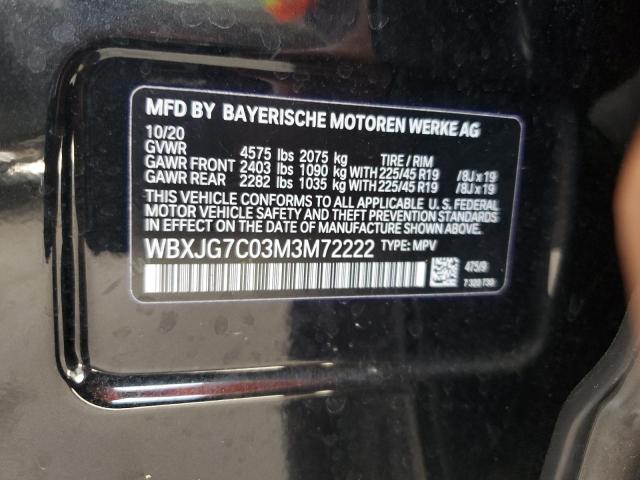 MFD BY BAYERISCHE MOTOREN WERKE AG
10/20
GVWR 4575 lbs 2075 kg TIRE / RIM
GAWR FRONT 2403 lbs 1090 kg WITH 225/45 R19 /8J x 19
GAWR REAR 2282 lbs 1035 kg WITH 225/45 R19 /8J x 19
THIS VEHICLE CONFORMS TO ALL APPLICABLE U. S. FEDERAL
MOTOR VEHICLE SAFETY AND THEFT PREVENTION STANDARDS
IN EFFECT ON THE DATE OF MANUFACTURE SHOWN ABOVE.
WBXJG7C03M3M72222 TYPE: MPV
475/9